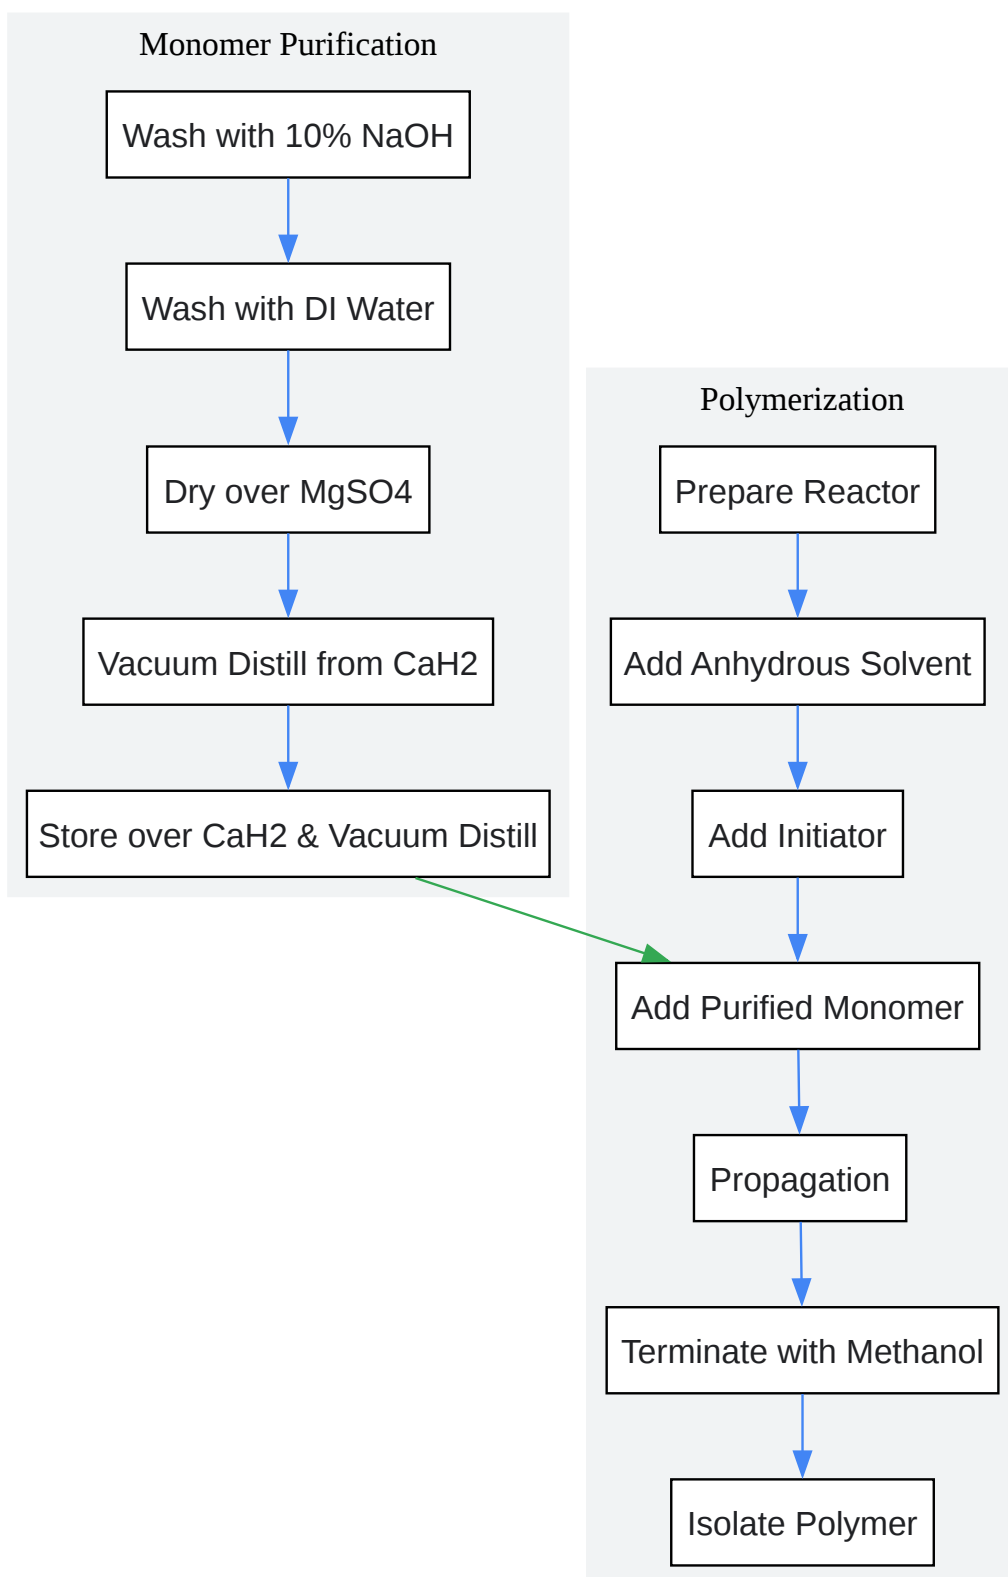 Monomer Purification
Wash with 10% NaOH
Wash with DI Water
Dry over MgSO4
Vacuum Distill from CaH2
Store over CaH2 & Vacuum Distill
Polymerization
Prepare Reactor
Add Anhydrous Solvent
Add Initiator
Add Purified Monomer
Propagation
Terminate with Methanol
Isolate Polymer